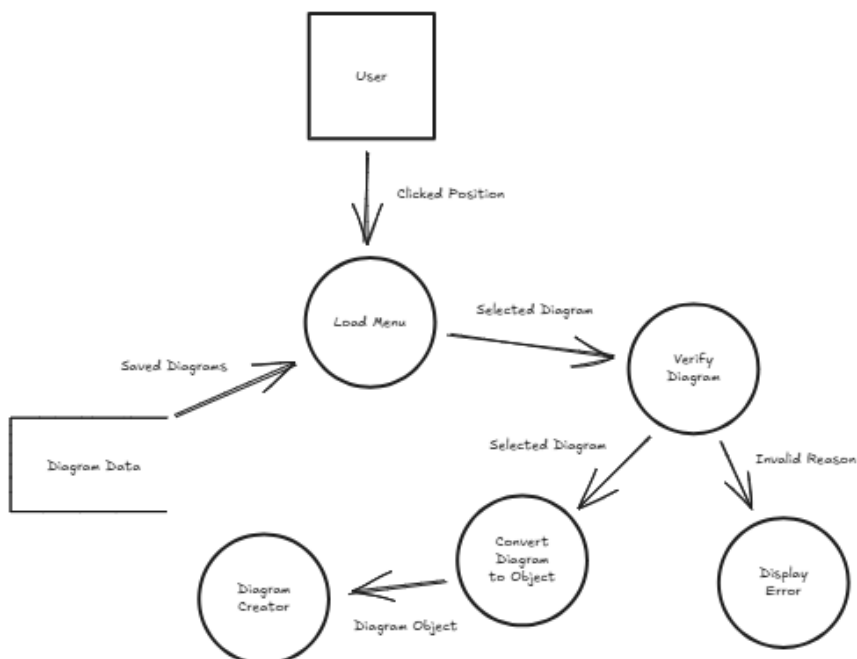 User
Clicked Position
Load Menu
Selected Diagram
Verify
Diagram
Saved Diagrams
Diagram Data
Selected Diagram
Invalid Reason
Convert
Diagram
to Object
Display
Error
Diagram
Creator
Diagram Object